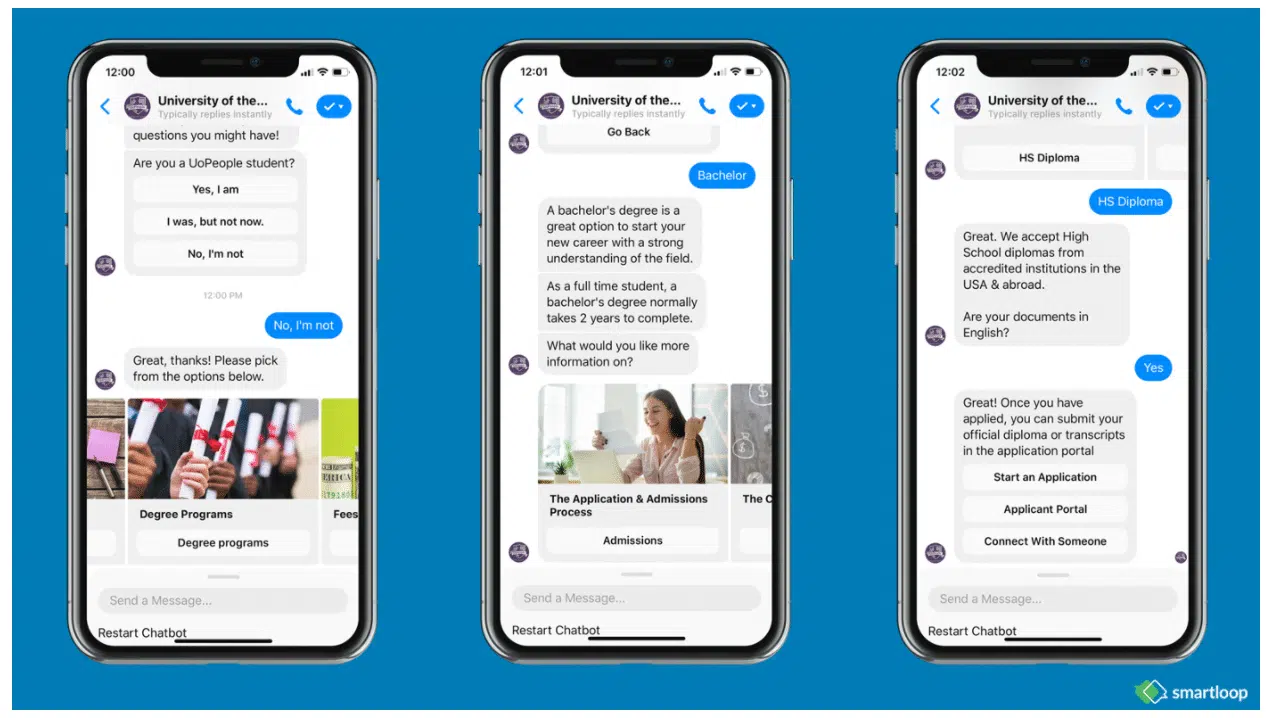 12:00
University of the...
Typically replies instantly
questions you might have!
Are you a UoPeople student?
Yes, I am
I was, but not now.
No, I'm not
12:00 PM
No, I'm not
Great, thanks! Please pick
from the options below.
Degree Programs
Fees
Degree programs
Send a Message...
Restart Chatbot
12:01
University of the...
Typically replies instantly
Go Back
Bachelor
A bachelor's degree is a
great option to start your
new career with a strong
understanding of the field.
As a full time student, a
bachelor's degree normally
takes 2 years to complete.
What would you like more
information on?
The Application & Admissions
Process
The C
Admissions
Send a Message...
Restart Chatbot
12:02
University of the...
Typically replies instantly
HS Diploma
HS Diploma
Great. We accept High
School diplomas from
accredited institutions in the
USA & abroad.
Are your documents in
English?
Yes
Great! Once you have
applied, you can submit your
official diploma or transcripts
in the application portal
Start an Application
Applicant Portal
Connect With Someone
Send a Message...
Restart Chatbot
smartloop